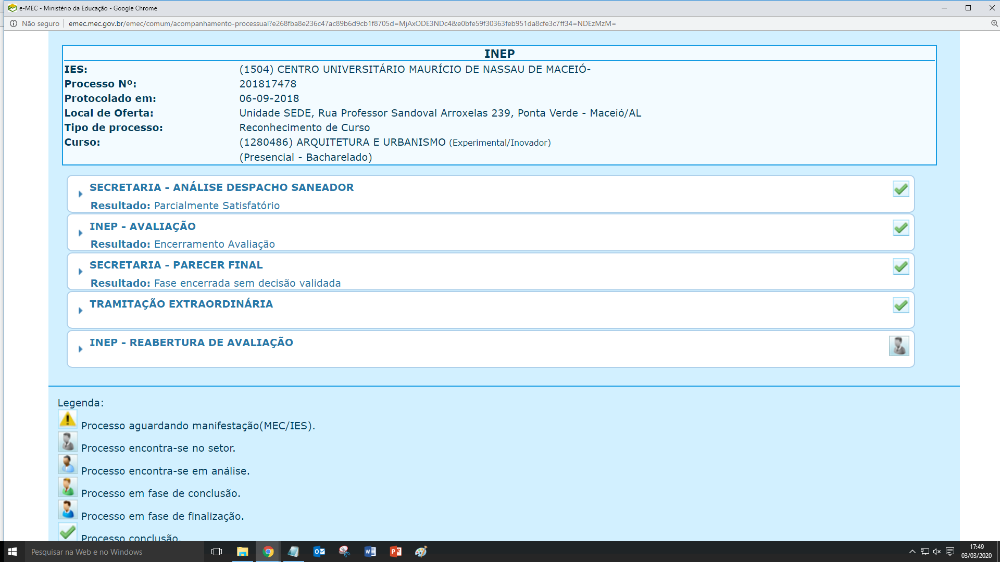 e-MEC - Ministério da Educação - Google Chrome
Não seguro | emec.mec.gov.br/emec/comum/acompanhamento-processual?e268fba8e236c47ac89b6d9cb1f8705d=MjAxODE3NDc4&e0bfe59f30363feb951da8cfe3c7ff34=NDEzMzM=
INEP
IES: (1504) CENTRO UNIVERSITÁRIO MAURÍCIO DE NASSAU DE MACEIÓ-
Processo Nº: 201817478
Protocolado em: 06-09-2018
Local de Oferta: Unidade SEDE, Rua Professor Sandoval Arroxelas 239, Ponta Verde - Maceió/AL
Tipo de processo: Reconhecimento de Curso
Curso: (1280486) ARQUITETURA E URBANISMO (Experimental/Inovador)
(Presencial - Bacharelado)
SECRETARIA - ANÁLISE DESPACHO SANEADOR
Resultado: Parcialmente Satisfatório
INEP - AVALIAÇÃO
Resultado: Encerramento Avaliação
SECRETARIA - PARECER FINAL
Resultado: Fase encerrada sem decisão validada
TRAMITAÇÃO EXTRAORDINÁRIA
INEP - REABERTURA DE AVALIAÇÃO
Legenda:
Processo aguardando manifestação(MEC/IES).
Processo encontra-se no setor.
Processo encontra-se em análise.
Processo em fase de conclusão.
Processo em fase de finalização.
Processo conclusão.
Pesquisar na Web e no Windows
17:49
03/03/2020